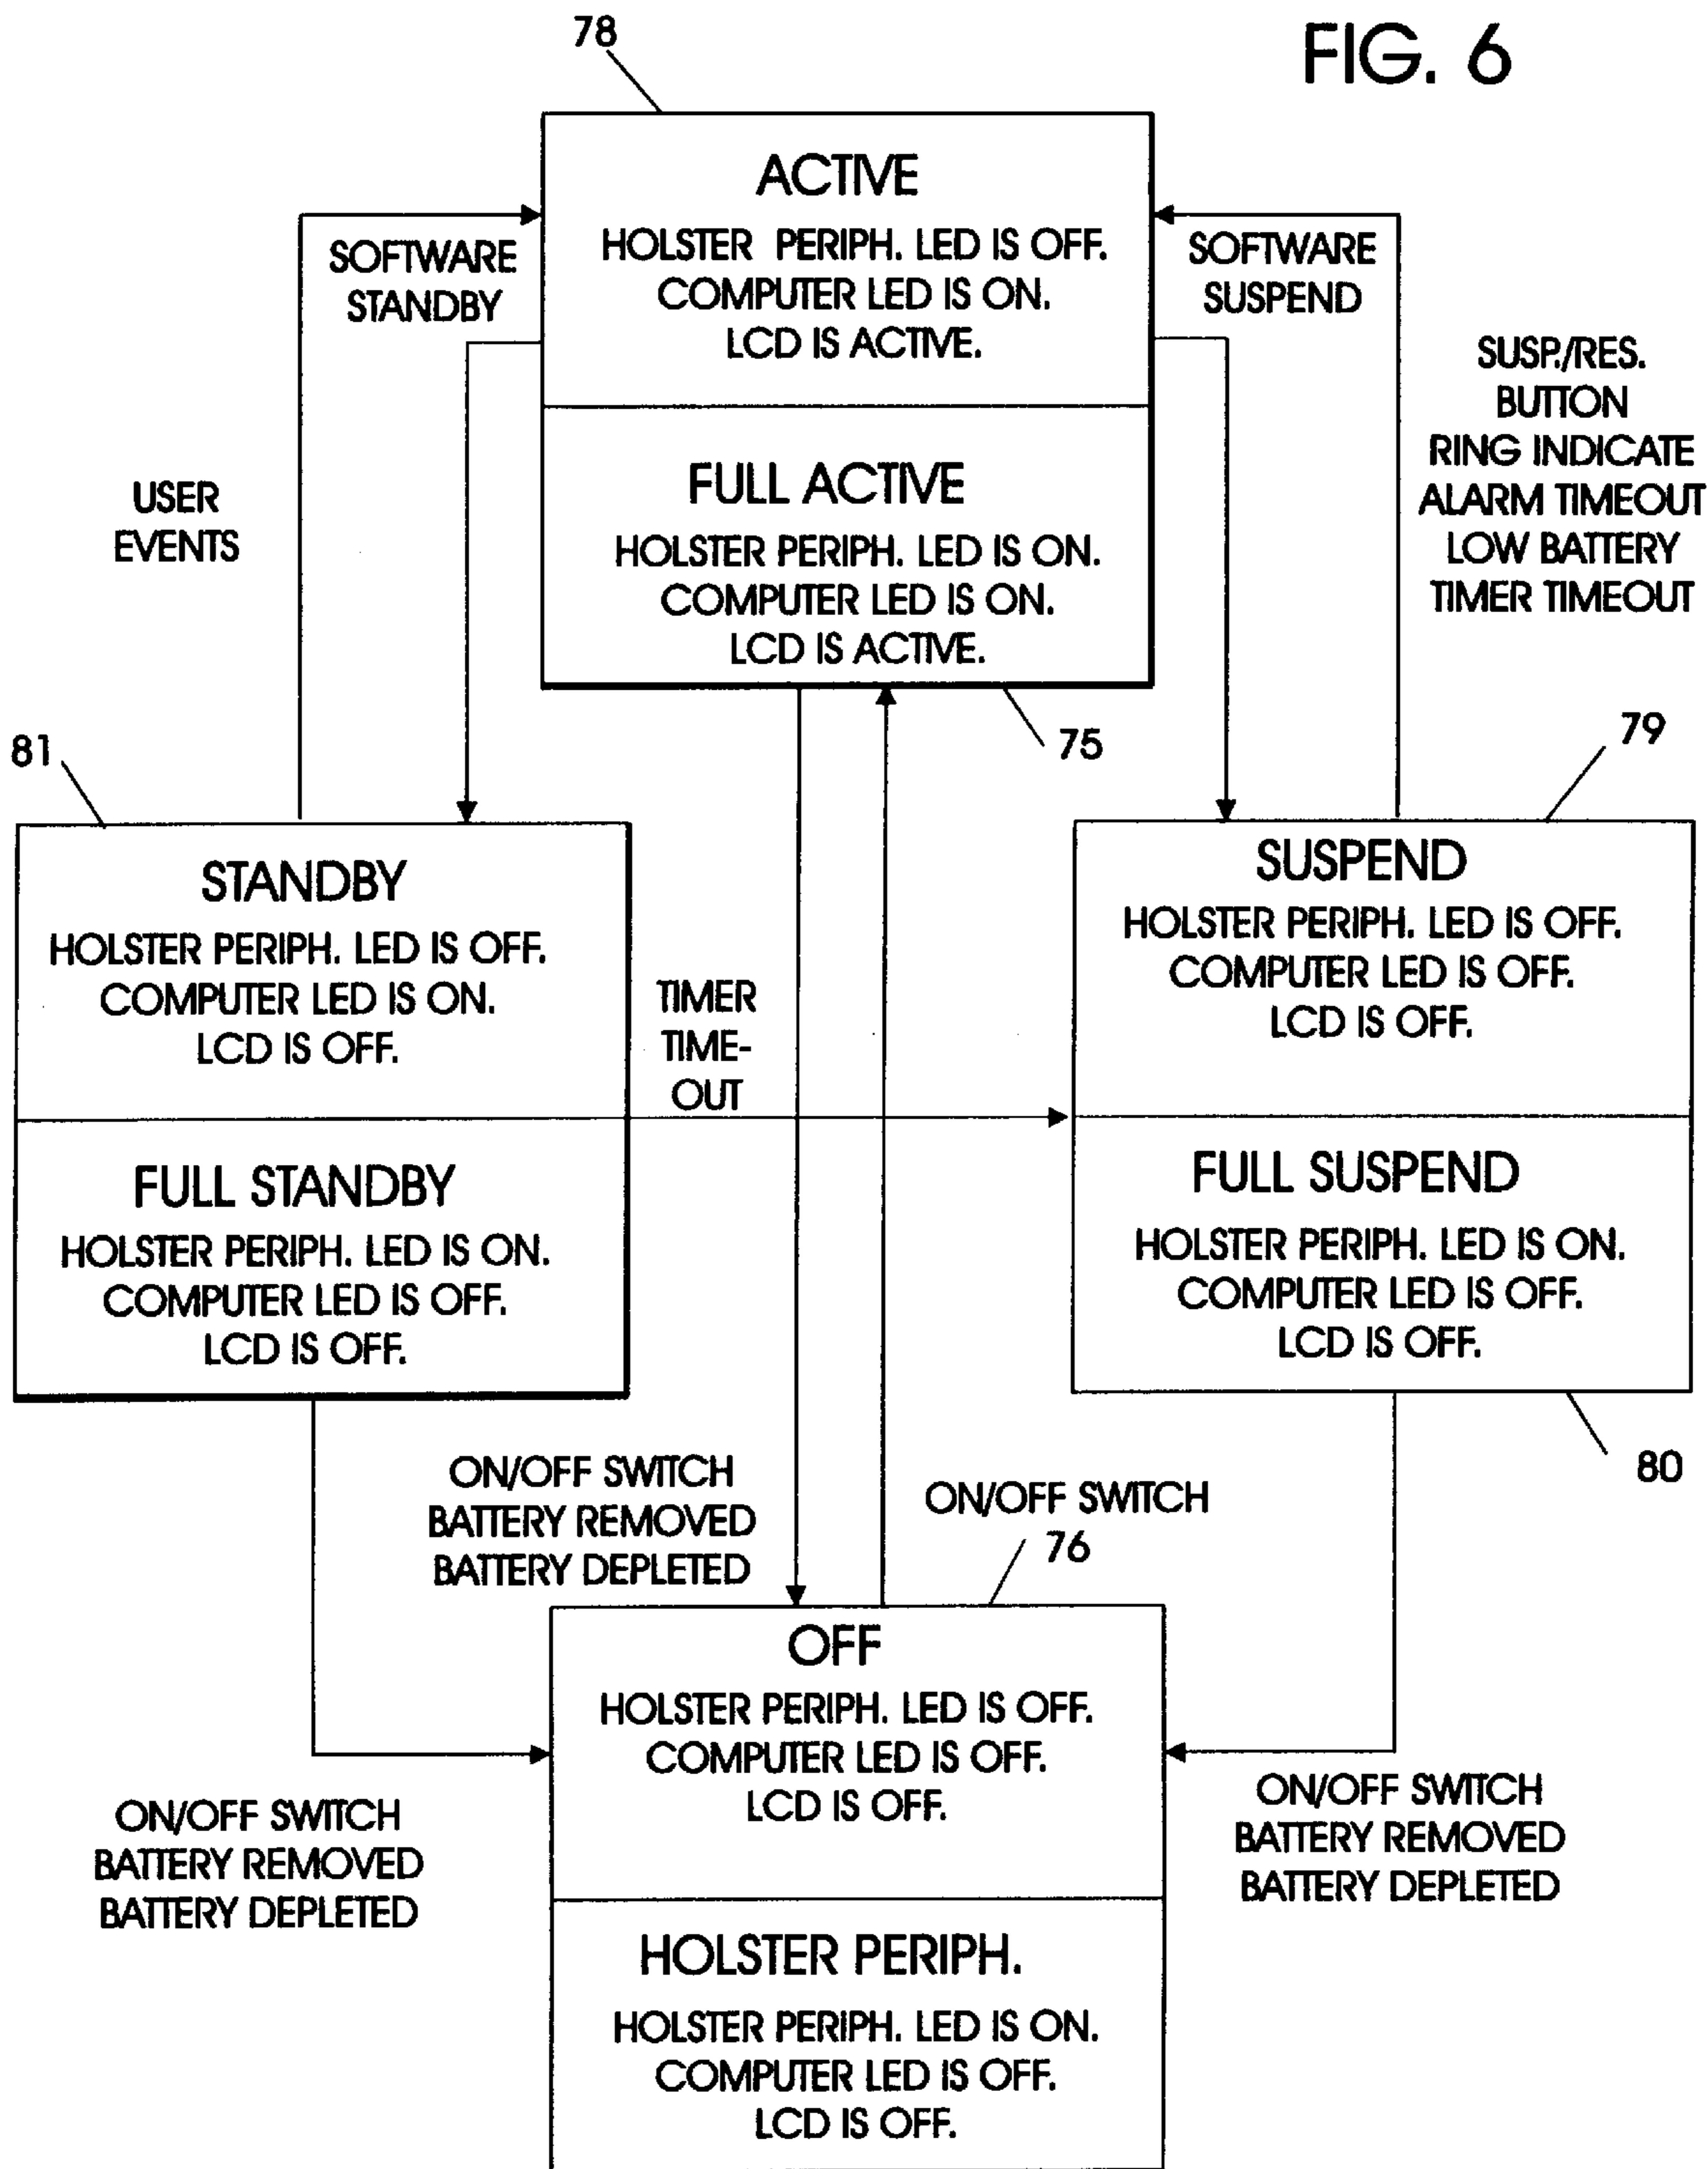 FIG. 6
78
ACTIVE
HOLSTER PERIPH. LED IS OFF.
COMPUTER LED IS ON.
LCD IS ACTIVE.
SOFTWARE
STANDBY
SOFTWARE
SUSPEND
FULL ACTIVE
HOLSTER PERIPH. LED IS ON.
COMPUTER LED IS ON.
LCD IS ACTIVE.
USER
EVENTS
SUSP./RES.
BUTTON
RING INDICATE
ALARM TIMEOUT
LOW BATTERY
TIMER TIMEOUT
81
75
79
STANDBY
HOLSTER PERIPH. LED IS OFF.
COMPUTER LED IS ON.
LCD IS OFF.
TIMER
TIME-
OUT
SUSPEND
HOLSTER PERIPH. LED IS OFF.
COMPUTER LED IS OFF.
LCD IS OFF.
FULL STANDBY
HOLSTER PERIPH. LED IS ON.
COMPUTER LED IS OFF.
LCD IS OFF.
FULL SUSPEND
HOLSTER PERIPH. LED IS ON.
COMPUTER LED IS OFF.
LCD IS OFF.
80
ON/OFF SWITCH
BATTERY REMOVED
BATTERY DEPLETED
ON/OFF SWITCH
76
OFF
HOLSTER PERIPH. LED IS OFF.
COMPUTER LED IS OFF.
LCD IS OFF.
ON/OFF SWITCH
BATTERY REMOVED
BATTERY DEPLETED
ON/OFF SWITCH
BATTERY REMOVED
BATTERY DEPLETED
HOLSTER PERIPH.
HOLSTER PERIPH. LED IS ON.
COMPUTER LED IS OFF.
LCD IS OFF.